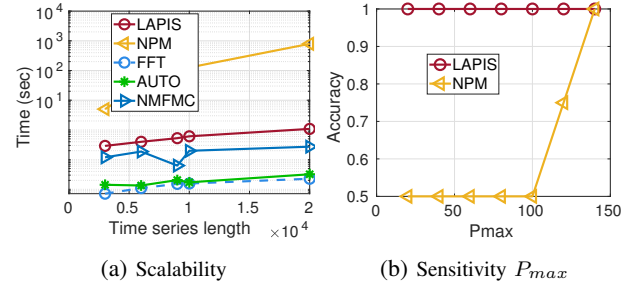 10^4
10^3
10^2
10^1
Time (sec)
LAPIS
NPM
FFT
AUTO
NMFMC
0 0.5 1 1.5 2
Time series length × 10^4
(a) Scalability
1
0.9
0.8
0.7
0.6
0.5
Accuracy
LAPIS
NPM
0 50 100 150
Pmax
(b) Sensitivity P_max